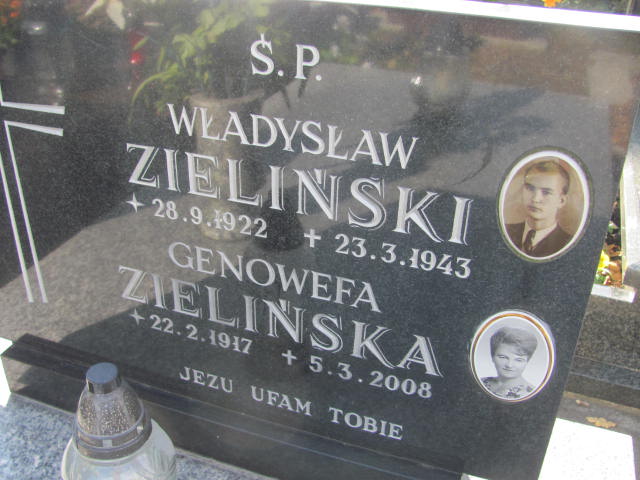 Ś.P.
WŁADYSŁAW
ZIELIŃSKI
28.9.1922 + 23.3.1943
GENOWEFA
ZIELIŃSKA
22.2.1917 + 5.3.2008
JEZU UFAM TOBIE